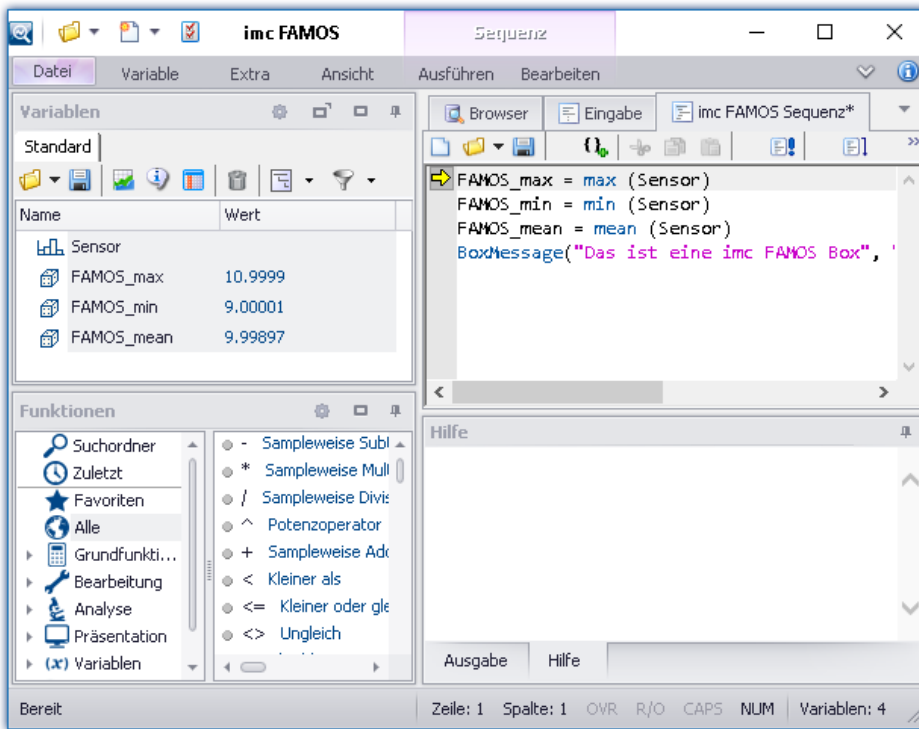 imc FAMOS
Sequenz
Datei Variable Extra Ansicht Ausführen Bearbeiten
Variablen
Standard
Name Wert
Sensor
FAMOS_max 10.9999
FAMOS_min 9.00001
FAMOS_mean 9.99897
Browser Eingabe imc FAMOS Sequenz*
FAMOS_max = max (Sensor)
FAMOS_min = min (Sensor)
FAMOS_mean = mean (Sensor)
BoxMessage("Das ist eine imc FAMOS Box", "
Funktionen
Suchordner
Zuletzt
Favoriten
Alle
Grundfunkti...
Bearbeitung
Analyse
Präsentation
(x) Variablen
- Sampleweise Subt
* Sampleweise Mult
/ Sampleweise Divis
^ Potenzoperator
+ Sampleweise Add
< Kleiner als
<= Kleiner oder gle
<> Ungleich
Hilfe
Ausgabe Hilfe
Bereit Zeile: 1 Spalte: 1 OVR R/O CAPS NUM Variablen: 4